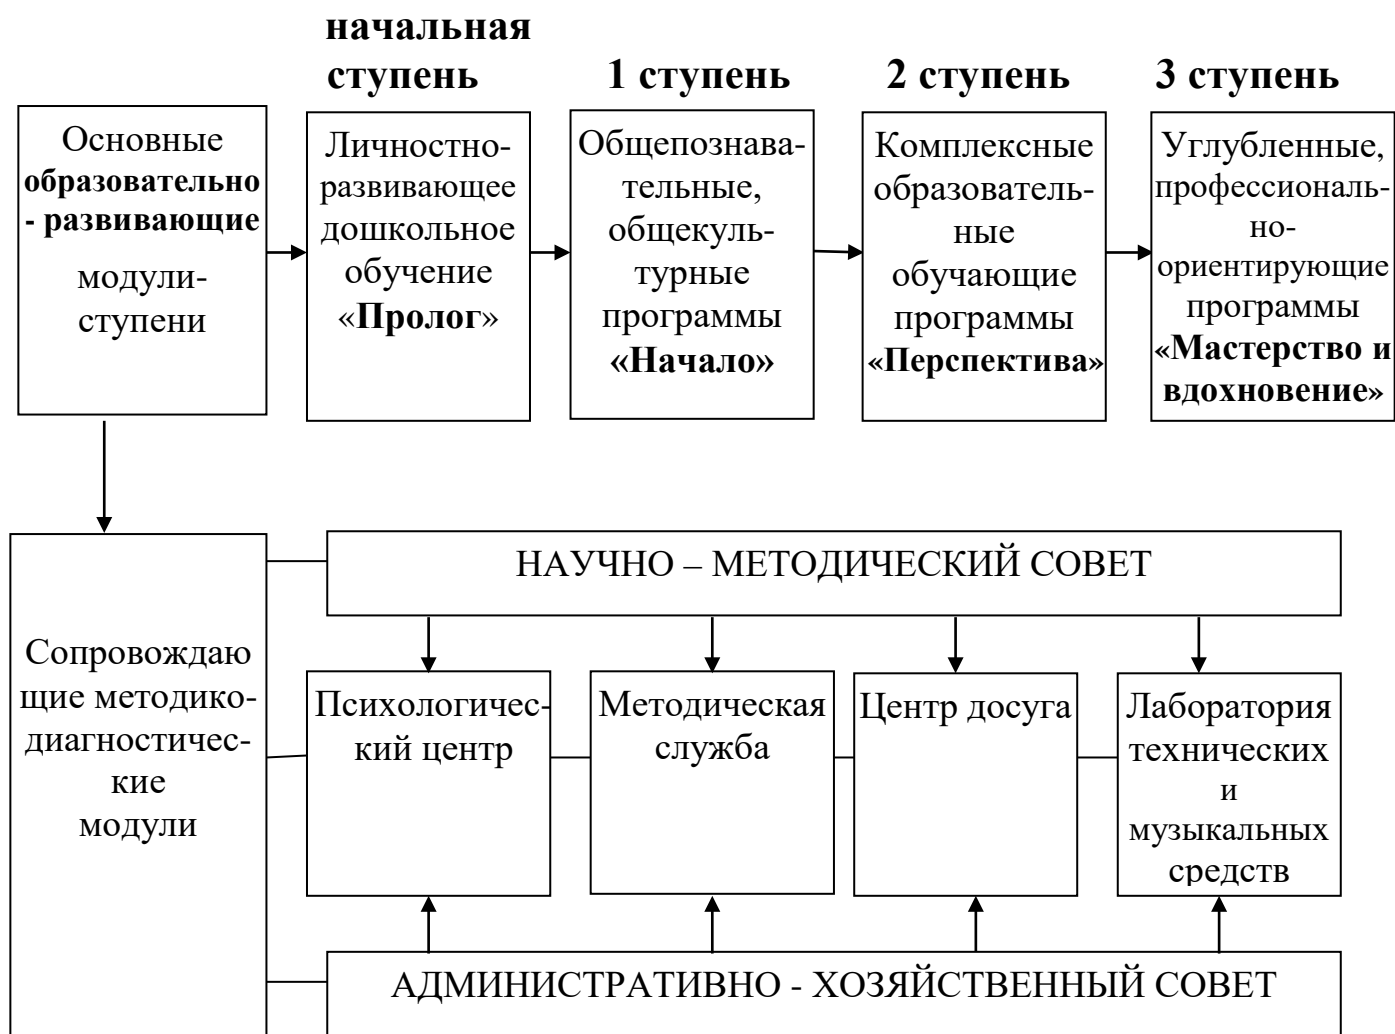 начальная
ступень
1 ступень
2 ступень
3 ступень
Основные
образовательно
- развивающие
модули-
ступени
Личностно-
развивающее
дошкольное
обучение
«Пролог»
Общепознава-
тельные,
общекуль-
турные
программы
«Начало»
Комплексные
образователь-
ные
обучающие
программы
«Перспектива»
Углубленные,
профессиональ-
но-
ориентирующие
программы
«Мастерство и
вдохновение»
Сопровождаю
щие методико-
диагностичес-
кие
модули
НАУЧНО – МЕТОДИЧЕСКИЙ СОВЕТ
Психологичес-
кий центр
Методическая
служба
Центр досуга
Лаборатория
технических
и
музыкальных
средств
АДМИНИСТРАТИВНО - ХОЗЯЙСТВЕННЫЙ СОВЕТ